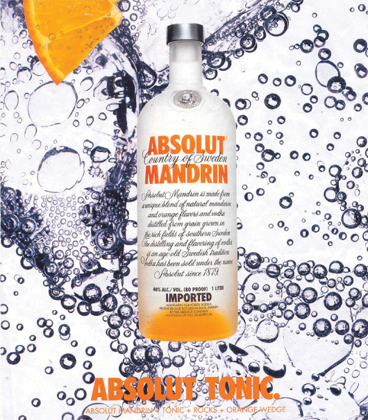 ABSOLUT
Country of Sweden
MANDRIN
Absolut Mandrin is made from
a unique blend of natural mandarin
and orange flavors and vodka
distilled from grain grown in
the rich fields of southern Sweden.
The distilling and flavoring of vodka
is an age-old Swedish tradition.
Vodka has been sold under the name
Absolut since 1879.
40% ALC./VOL. (80 PROOF) 1 LITER
IMPORTED
ABSOLUT TONIC.
ABSOLUT MANDRIN + TONIC + ROCKS + ORANGE WEDGE